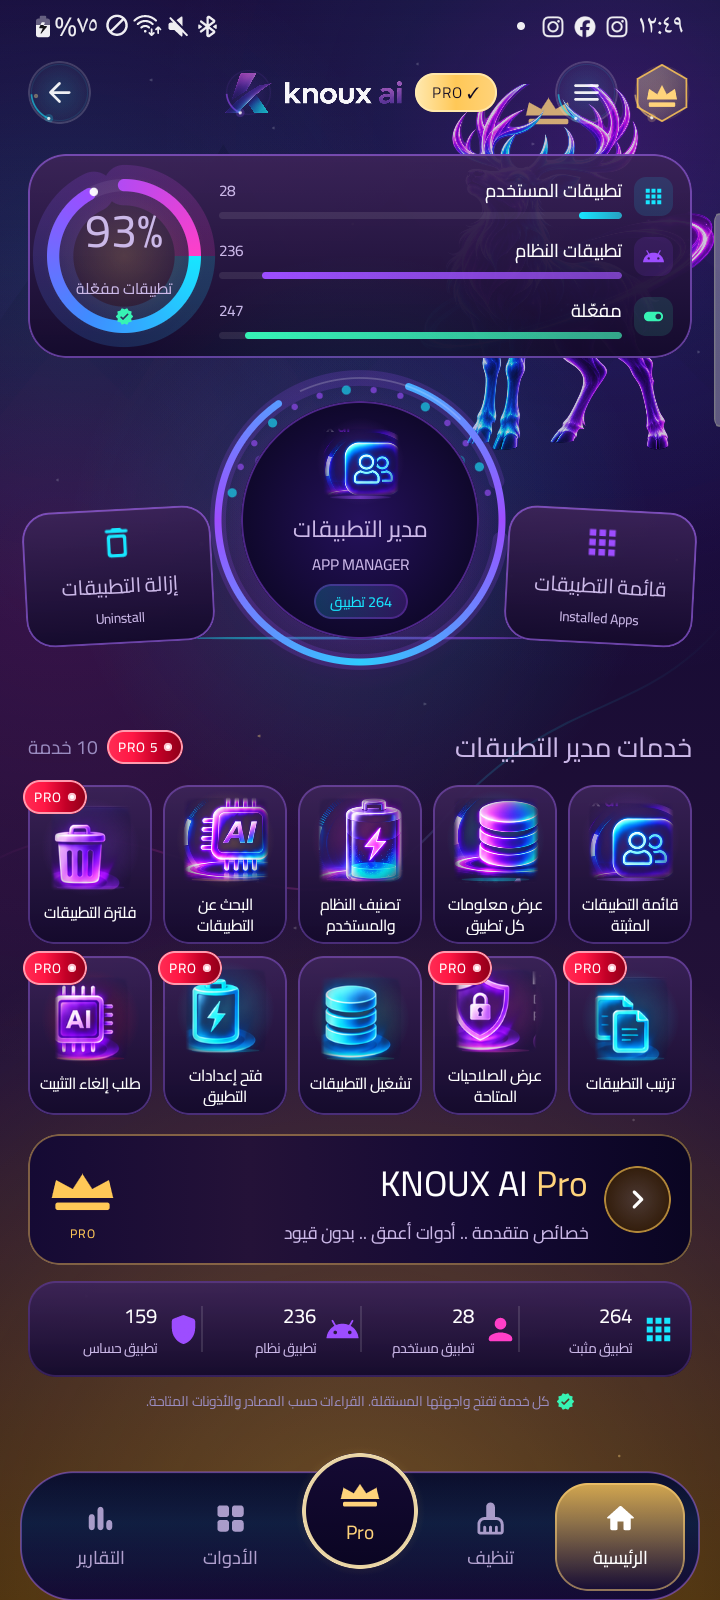 ١٢:٤٩
%٧٥
knoux ai
PRO ✓
تطبيقات المستخدم
28
تطبيقات النظام
236
مفعّلة
247
93%
تطبيقات مفعّلة
مدير التطبيقات
APP MANAGER
264 تطبيق
قائمة التطبيقات
Installed Apps
إزالة التطبيقات
Uninstall
خدمات مدير التطبيقات
PRO 5
10 خدمة
قائمة التطبيقات
المثبتة
عرض معلومات
كل تطبيق
تصنيف النظام
والمستخدم
AI
البحث عن
التطبيقات
PRO
فلترة التطبيقات
PRO
ترتيب التطبيقات
PRO
عرض الصلاحيات
المتاحة
تشغيل التطبيقات
PRO
فتح إعدادات
التطبيق
PRO
AI
طلب إلغاء التثبيت
KNOUX AI Pro
خصائص متقدمة .. أدوات أعمق .. بدون قيود
PRO
264
تطبيق مثبت
28
تطبيق مستخدم
236
تطبيق نظام
159
تطبيق حساس
كل خدمة تفتح واجهتها المستقلة. القراءات حسب المصادر والأذونات المتاحة.
الرئيسية
تنظيف
Pro
الأدوات
التقارير